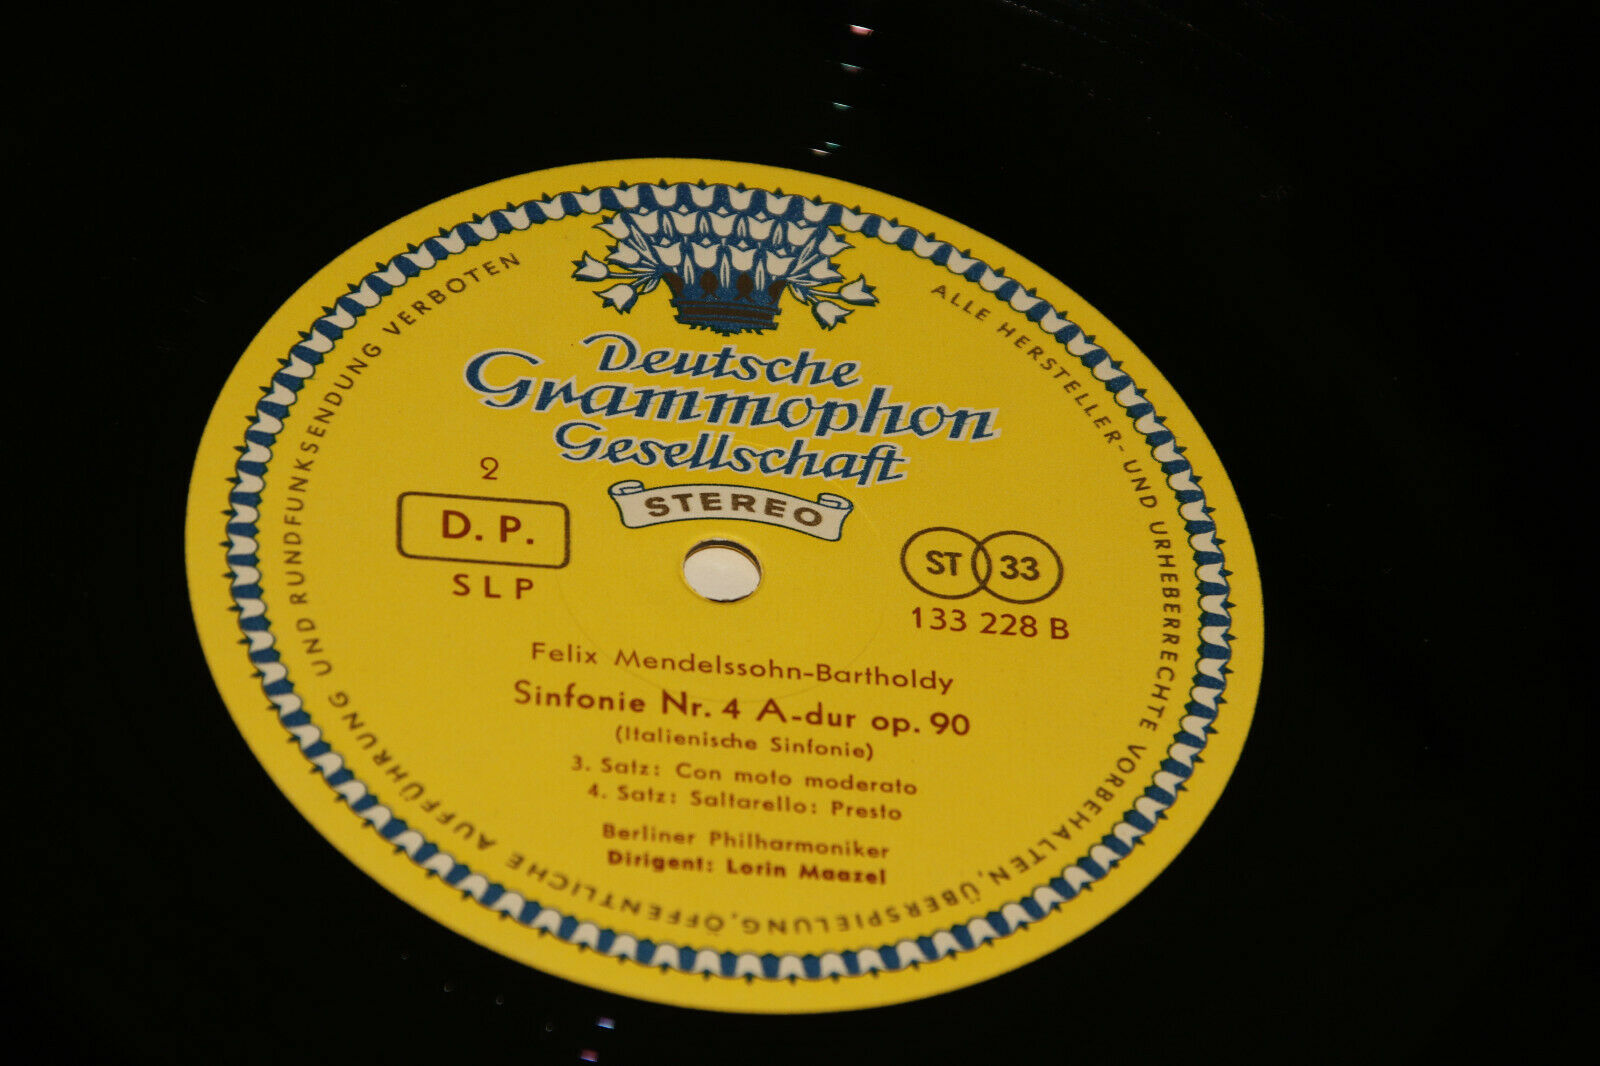 Deutsche
Grammophon
Gesellschaft
STEREO
2
D. P.
SLP
ST 33
133 228 B
Felix Mendelssohn-Bartholdy
Sinfonie Nr. 4 A-dur op. 90
(Italienische Sinfonie)
3. Satz: Con moto moderato
4. Satz: Saltarello: Presto
Berliner Philharmoniker
Dirigent: Lorin Maazel
ALLE HERSTELLER- UND URHEBERRECHTE VORBEHALTEN, ÜBERSPIELUNG, ÖFFENTLICHE AUFFÜHRUNG UND RUNDFUNKSENDUNG VERBOTEN